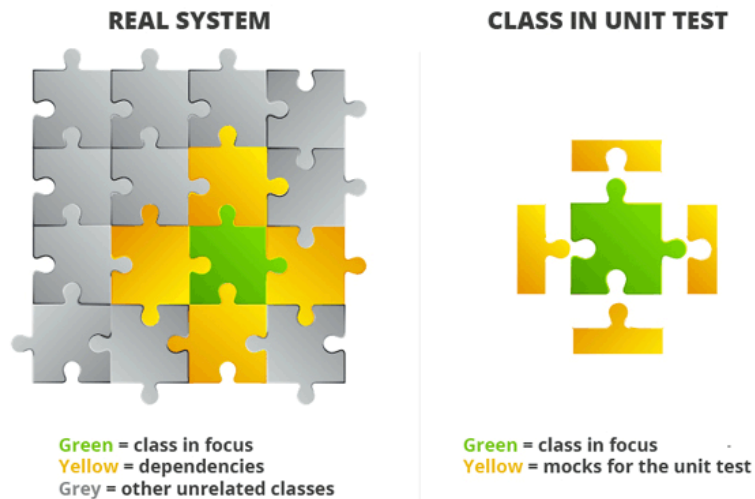 REAL SYSTEM
CLASS IN UNIT TEST
Green = class in focus
Yellow = dependencies
Grey = other unrelated classes
Green = class in focus
Yellow = mocks for the unit test